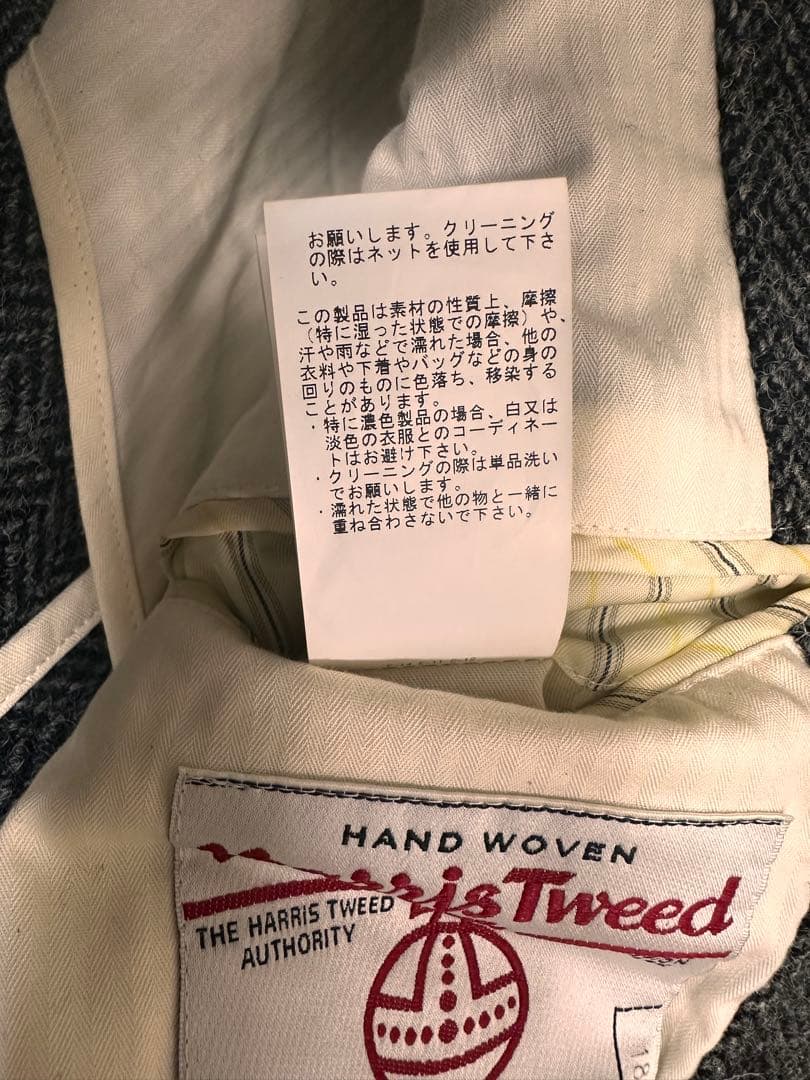 お願いします。クリーニング
の際はネットを使用して下さ
い。
この製品は素材の性質上、摩擦
（特に湿った状態での摩擦）や、
汗や雨などで濡れた場合、他の
衣料や下着やバッグなどの身の
回りのものに色落ち、移染する
ことがあります。
・特に濃色製品の場合、白又は
淡色の衣服とのコーディネー
トはお避け下さい。
・クリーニングの際は単品洗い
でお願いします。
・濡れた状態で他の物と一緒に
重ね合わさないで下さい。
HAND WOVEN
Harris Tweed
THE HARRIS TWEED
AUTHORITY
18